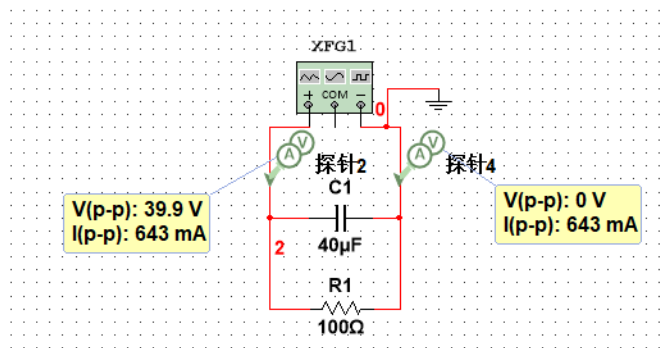 XFG1
+ COM −
0
探针2
探针4
V(p-p): 39.9 V
I(p-p): 643 mA
V(p-p): 0 V
I(p-p): 643 mA
V
A
V
A
C1
2
40µF
R1
100Ω